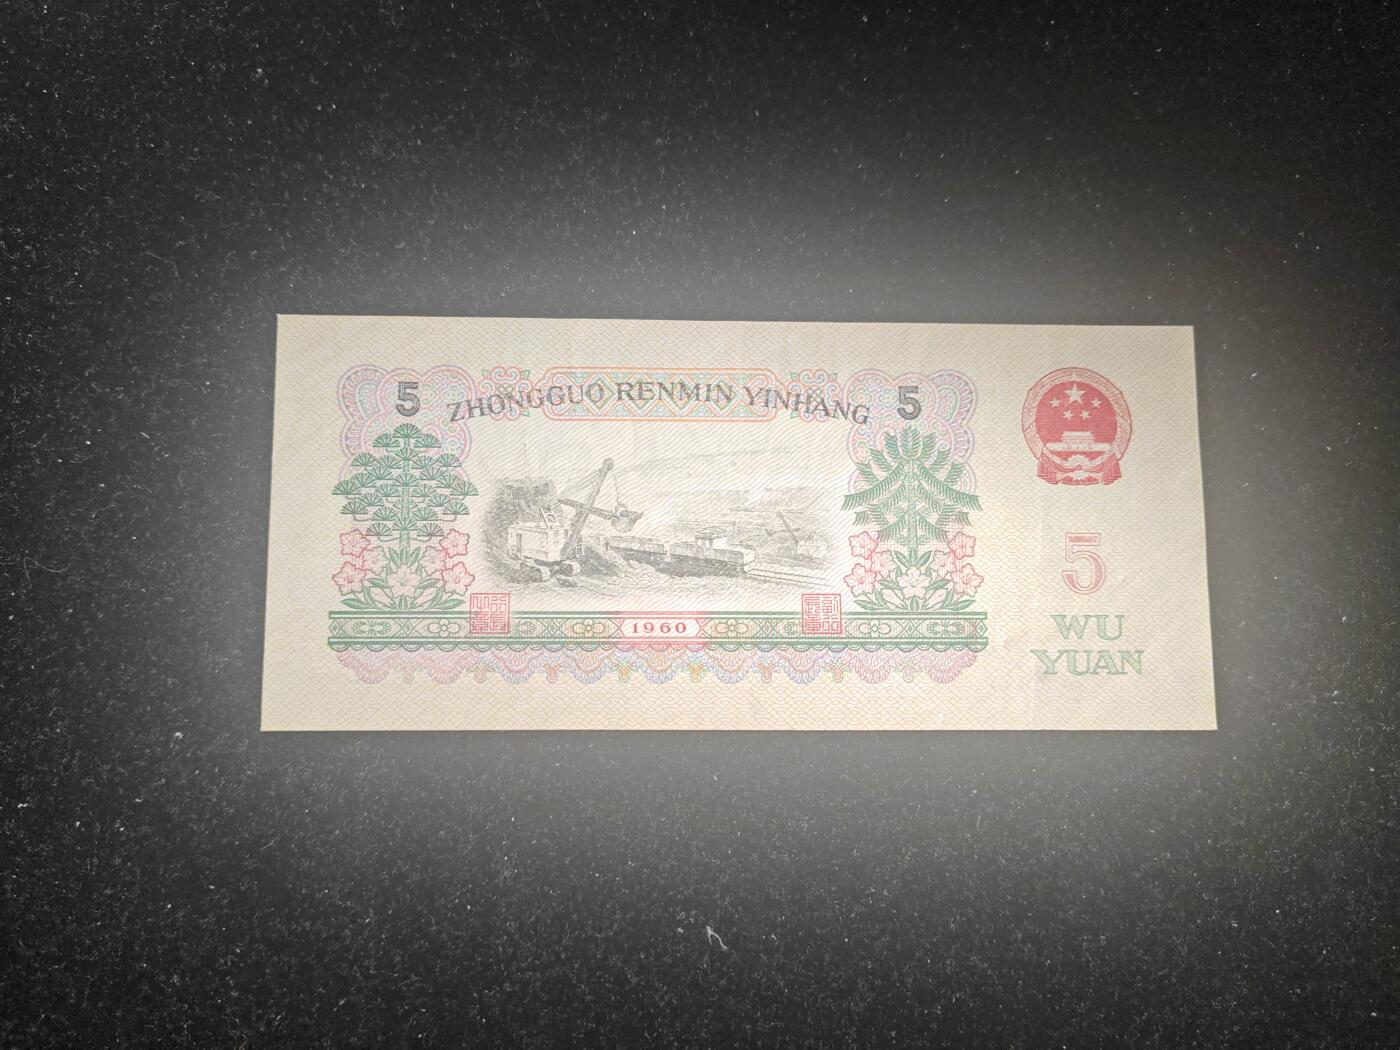 5 ZHONGGUO RENMIN YINHANG 5
1960
5
WU
YUAN